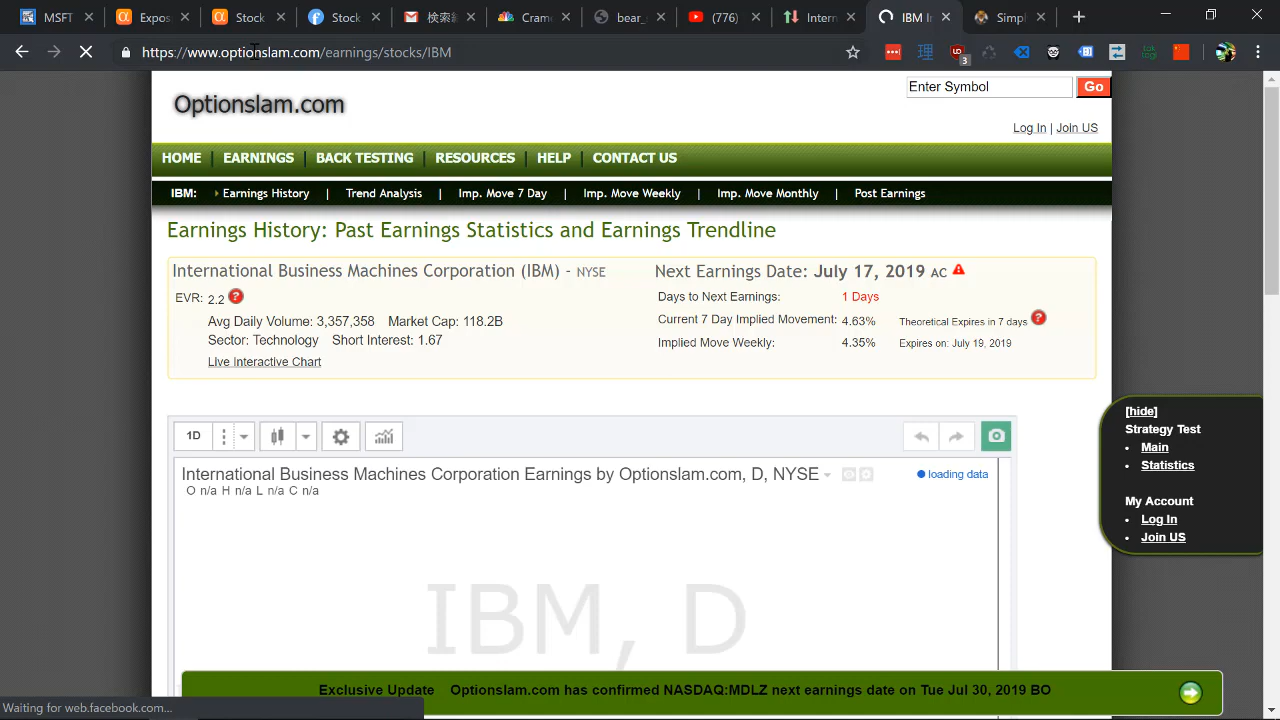 MSFT
Expos
Stock
Stock
検索
Cram
bear_
(776)
Intern
IBM I
Simpl
https://www.optionslam.com/earnings/stocks/IBM
3
Optionslam.com
Enter Symbol
Go
Log In | Join US
HOME | EARNINGS | BACK TESTING | RESOURCES | HELP | CONTACT US
IBM: Earnings History | Trend Analysis | Imp. Move 7 Day | Imp. Move Weekly | Imp. Move Monthly | Post Earnings
Earnings History: Past Earnings Statistics and Earnings Trendline
International Business Machines Corporation (IBM) - NYSE
EVR: 2.2 ?
Avg Daily Volume: 3,357,358 Market Cap: 118.2B
Sector: Technology Short Interest: 1.67
Live Interactive Chart
Next Earnings Date: July 17, 2019 AC
Days to Next Earnings: 1 Days
Current 7 Day Implied Movement: 4.63% Theoretical Expires in 7 days ?
Implied Move Weekly: 4.35% Expires on: July 19, 2019
1D
International Business Machines Corporation Earnings by Optionslam.com, D, NYSE
loading data
O n/a H n/a L n/a C n/a
IBM, D
[hide]
Strategy Test
• Main
• Statistics
My Account
• Log In
• Join US
Exclusive Update Optionslam.com has confirmed NASDAQ:MDLZ next earnings date on Tue Jul 30, 2019 BO
Waiting for web.facebook.com...